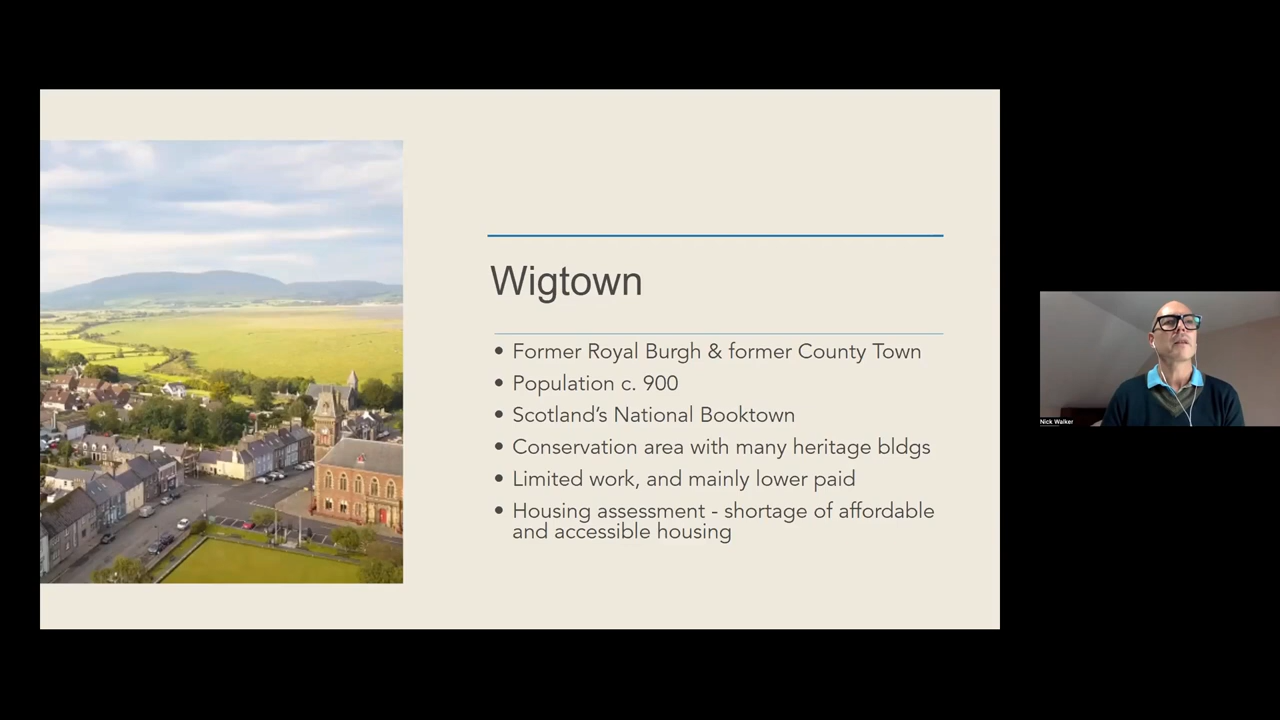 Wigtown
• Former Royal Burgh & former County Town
• Population c. 900
• Scotland’s National Booktown
• Conservation area with many heritage bldgs
• Limited work, and mainly lower paid
• Housing assessment - shortage of affordable
and accessible housing
Nick Walker